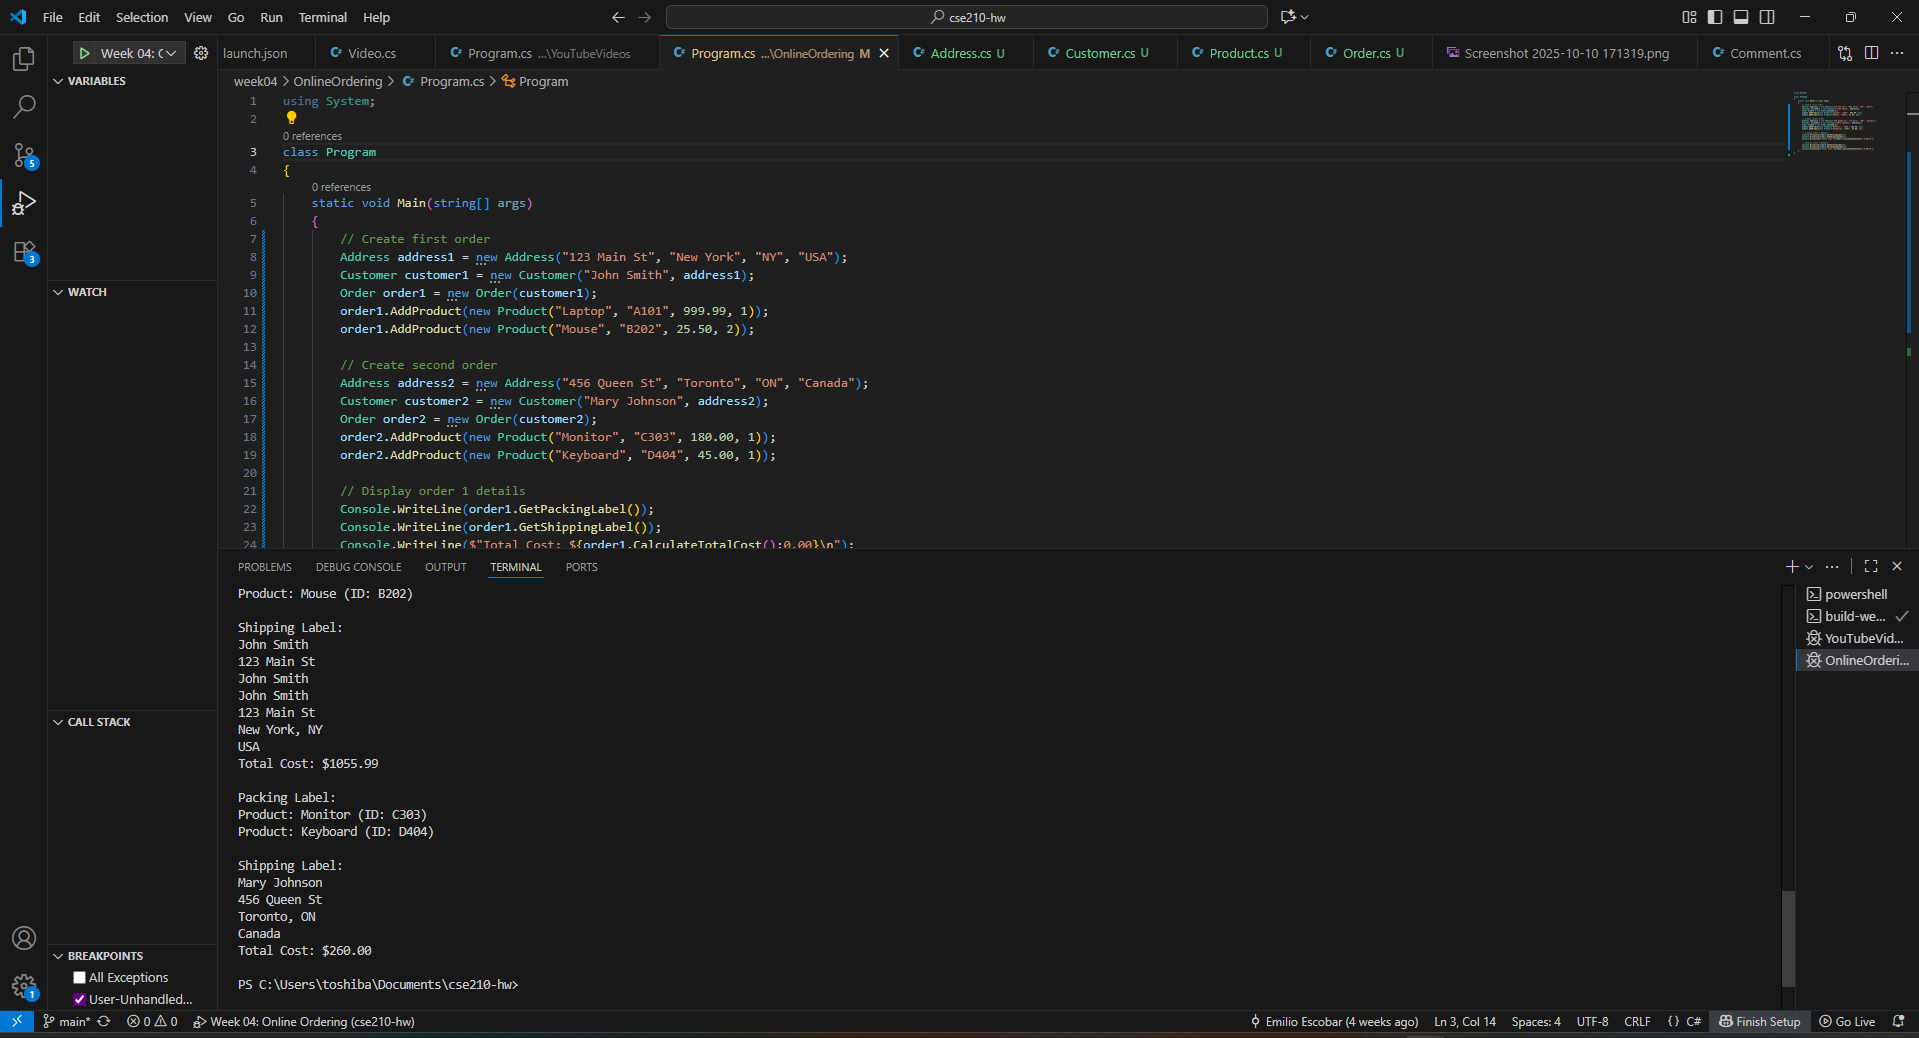 File Edit Selection View Go Run Terminal Help
cse210-hw
Week 04: C
launch.json
Video.cs
Program.cs ...\YouTubeVideos
Program.cs ...\OnlineOrdering M
Address.cs U
Customer.cs U
Product.cs U
Order.cs U
Screenshot 2025-10-10 171319.png
Comment.cs
VARIABLES
WATCH
CALL STACK
BREAKPOINTS
All Exceptions
User-Unhandled...
5
3
1
week04 > OnlineOrdering > Program.cs > Program
1 using System;
2
0 references
3 class Program
4 {
0 references
5 static void Main(string[] args)
6 {
7 // Create first order
8 Address address1 = new Address("123 Main St", "New York", "NY", "USA");
9 Customer customer1 = new Customer("John Smith", address1);
10 Order order1 = new Order(customer1);
11 order1.AddProduct(new Product("Laptop", "A101", 999.99, 1));
12 order1.AddProduct(new Product("Mouse", "B202", 25.50, 2));
13
14 // Create second order
15 Address address2 = new Address("456 Queen St", "Toronto", "ON", "Canada");
16 Customer customer2 = new Customer("Mary Johnson", address2);
17 Order order2 = new Order(customer2);
18 order2.AddProduct(new Product("Monitor", "C303", 180.00, 1));
19 order2.AddProduct(new Product("Keyboard", "D404", 45.00, 1));
20
21 // Display order 1 details
22 Console.WriteLine(order1.GetPackingLabel());
23 Console.WriteLine(order1.GetShippingLabel());
24 Console.WriteLine($"Total Cost: ${order1.CalculateTotalCost():0.00}\n");
PROBLEMS DEBUG CONSOLE OUTPUT TERMINAL PORTS
Product: Mouse (ID: B202)
Shipping Label:
John Smith
123 Main St
John Smith
John Smith
123 Main St
New York, NY
USA
Total Cost: $1055.99
Packing Label:
Product: Monitor (ID: C303)
Product: Keyboard (ID: D404)
Shipping Label:
Mary Johnson
456 Queen St
Toronto, ON
Canada
Total Cost: $260.00
PS C:\Users\toshiba\Documents\cse210-hw>
powershell
build-we...
YouTubeVid...
OnlineOrderi...
main* 0 0 Week 04: Online Ordering (cse210-hw) Emilio Escobar (4 weeks ago) Ln 3, Col 14 Spaces: 4 UTF-8 CRLF {} C# Finish Setup Go Live